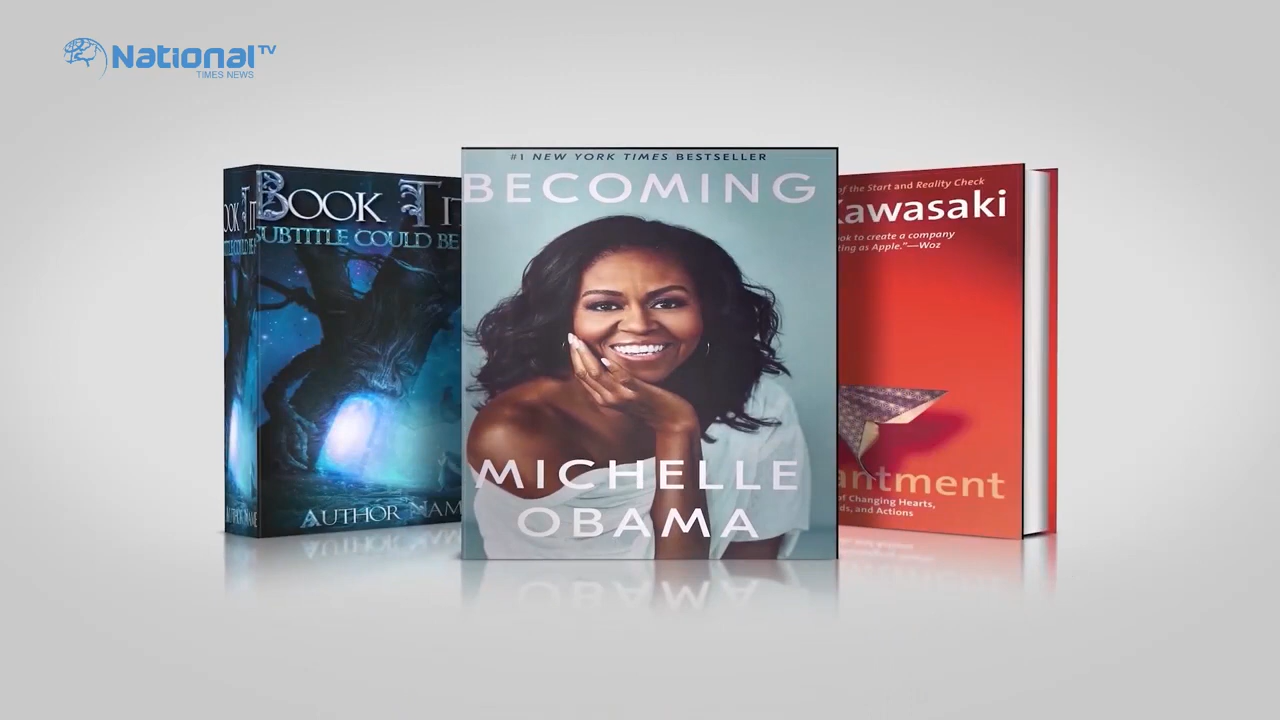 National TV
TIMES NEWS
BOOK TIT
SUBTITLE COULD BE
AUTHOR NAM
#1 NEW YORK TIMES BESTSELLER
BECOMING
MICHELLE
OBAMA
of the Start and Reality Check
Kawasaki
ook to create a company
ting as Apple."—Woz
antment
of Changing Hearts,
ds, and Actions